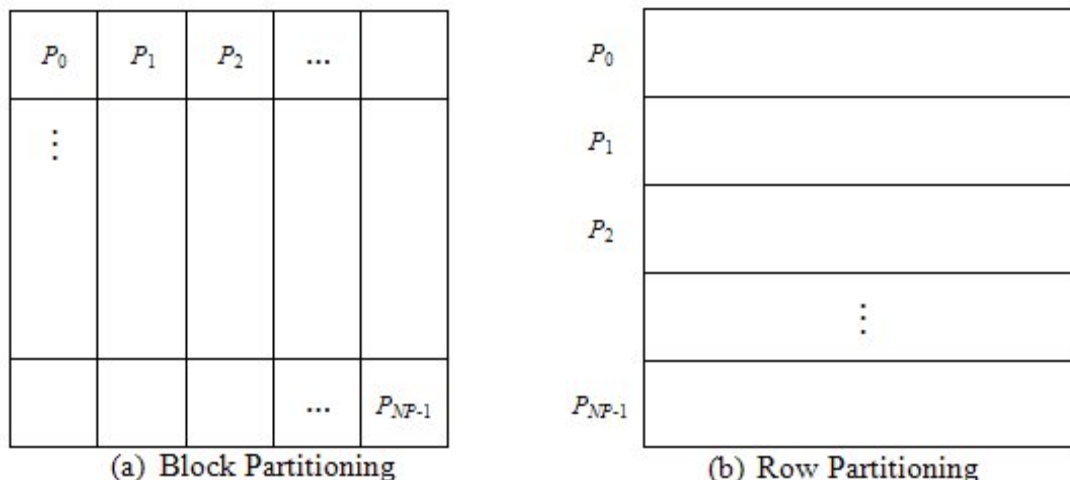 P0 P1 P2 ...
⋮
... PNP-1
(a) Block Partitioning
P0
P1
P2
⋮
PNP-1
(b) Row Partitioning